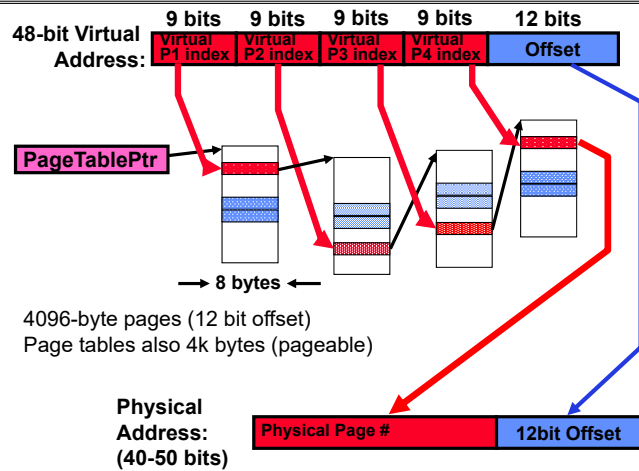 9 bits 9 bits 9 bits 9 bits 12 bits
48-bit Virtual
Address:
Virtual
P1 index
Virtual
P2 index
Virtual
P3 index
Virtual
P4 index
Offset
PageTablePtr
8 bytes
4096-byte pages (12 bit offset)
Page tables also 4k bytes (pageable)
Physical
Address:
(40-50 bits)
Physical Page #
12bit Offset